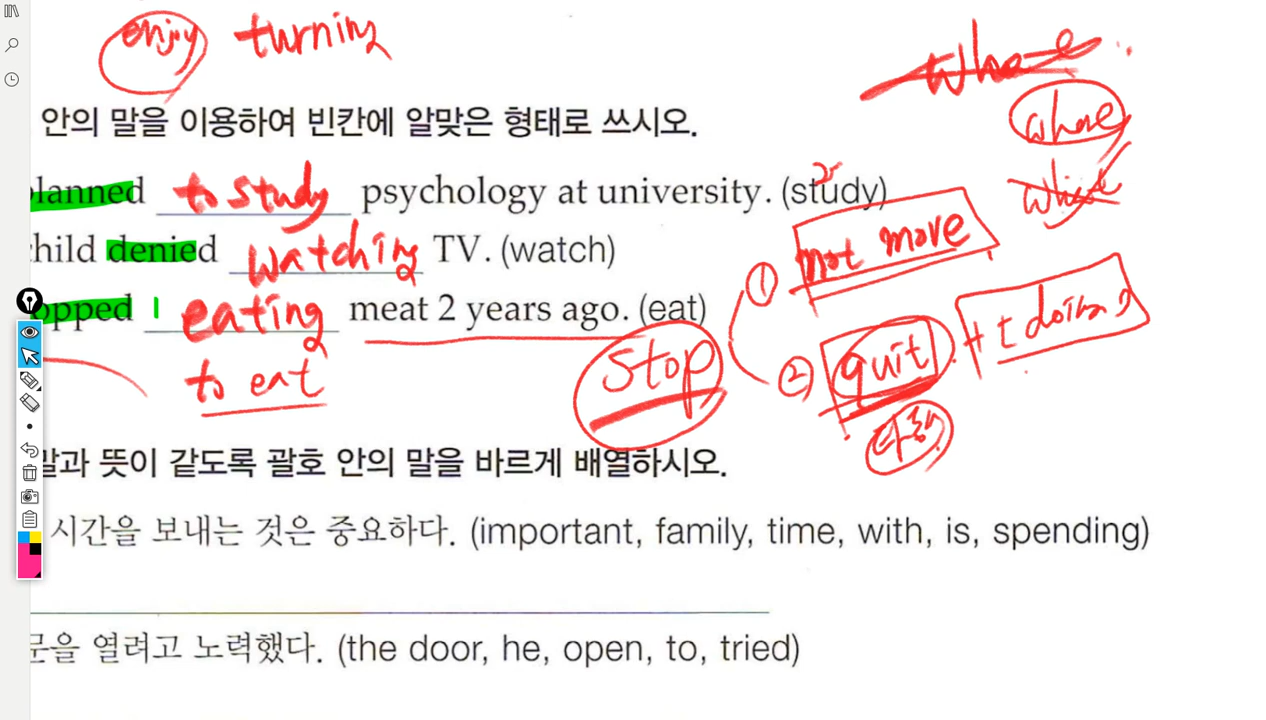 enjoy turning
안의 말을 이용하여 빈칸에 알맞은 형태로 쓰시오.
planned to study psychology at university. (study)
child denied watching TV. (watch)
opped eating meat 2 years ago. (eat)
to eat
stop
① not move
② quit + doing
말과 뜻이 같도록 괄호 안의 말을 바르게 배열하시오.
시간을 보내는 것은 중요하다. (important, family, time, with, is, spending)
문을 열려고 노력했다. (the door, he, open, to, tried)